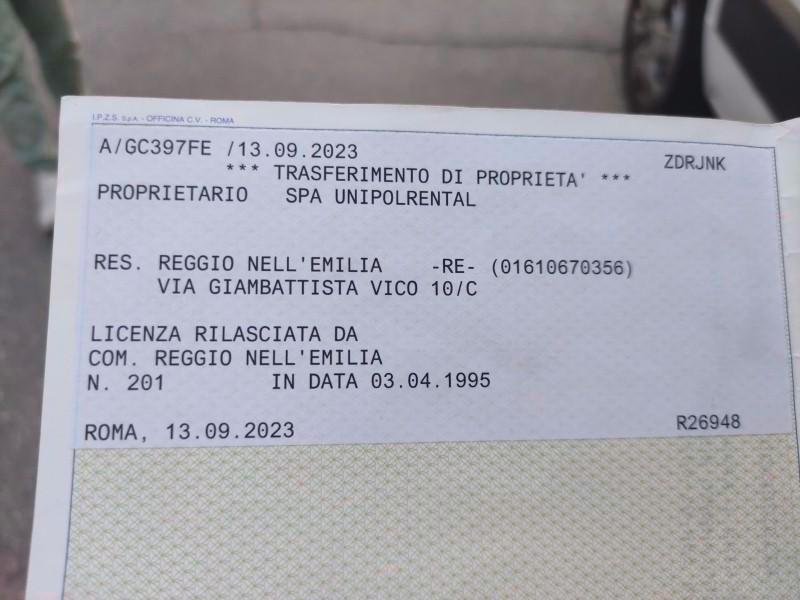 I.P.Z.S. S.p.A. - OFFICINA C.V. - ROMA
A/GC397FE /13.09.2023 ZDRJNK
*** TRASFERIMENTO DI PROPRIETA' ***
PROPRIETARIO SPA UNIPOLRENTAL
RES. REGGIO NELL'EMILIA -RE- (01610670356)
VIA GIAMBATTISTA VICO 10/C
LICENZA RILASCIATA DA
COM. REGGIO NELL'EMILIA
N. 201 IN DATA 03.04.1995
ROMA, 13.09.2023 R26948